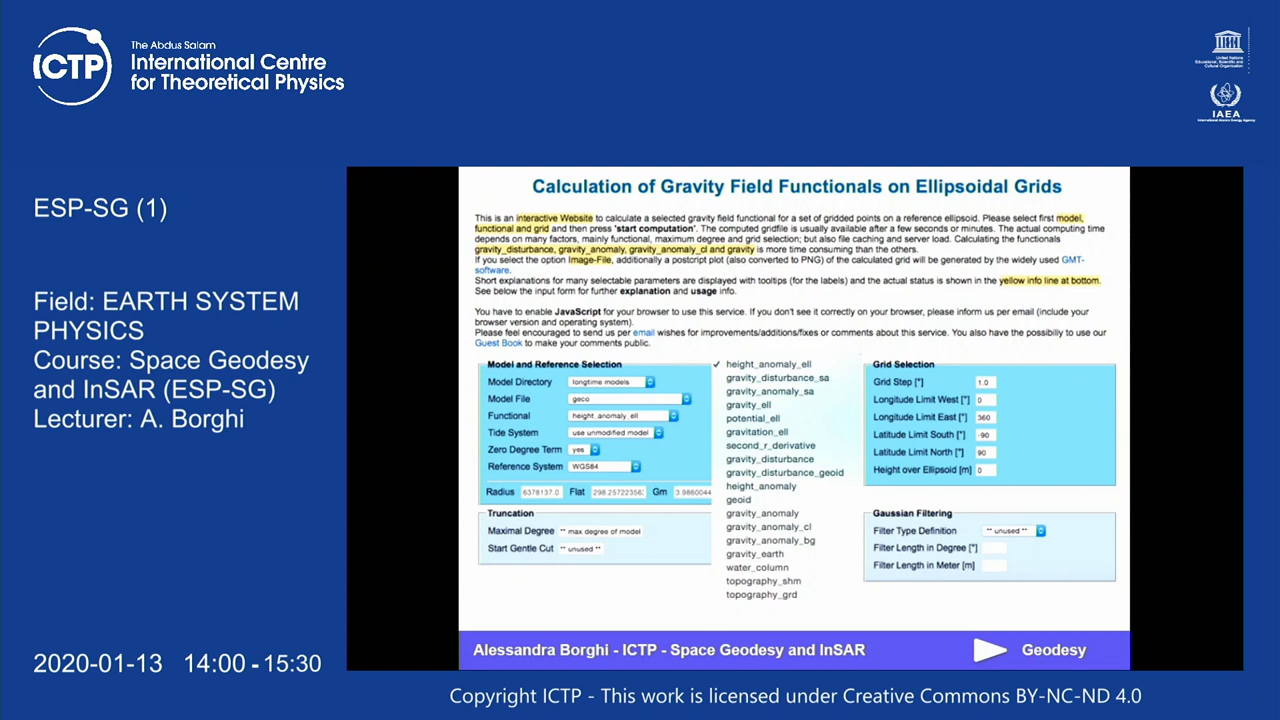 The Abdus Salam
International Centre
for Theoretical Physics
ICTP
United Nations
Educational, Scientific and
Cultural Organization
IAEA
International Atomic Energy Agency
ESP-SG (1)
Field: EARTH SYSTEM
PHYSICS
Course: Space Geodesy
and InSAR (ESP-SG)
Lecturer: A. Borghi
2020-01-13 14:00 - 15:30
Calculation of Gravity Field Functionals on Ellipsoidal Grids
This is an interactive Website to calculate a selected gravity field functional for a set of gridded points on a reference ellipsoid. Please select first model,
functional and grid and then press 'start computation'. The computed gridfile is usually available after a few seconds or minutes. The actual computing time
depends on many factors, mainly functional, maximum degree and grid selection; but also file caching and server load. Calculating the functionals
gravity_disturbance, gravity_anomaly, gravity_anomaly_cl and gravity is more time consuming than the others.
If you select the option Image-File, additionally a postcript plot (also converted to PNG) of the calculated grid will be generated by the widely used GMT-
software.
Short explanations for many selectable parameters are displayed with tooltips (for the labels) and the actual status is shown in the yellow info line at bottom.
See below the input form for further explanation and usage info.
You have to enable JavaScript for your browser to use this service. If you don't see it correctly on your browser, please inform us per email (include your
browser version and operating system).
Please feel encouraged to send us per email wishes for improvements/additions/fixes or comments about this service. You also have the possibiliy to use our
Guest Book to make your comments public.
Model and Reference Selection
Model Directory longtime models
Model File geco
Functional height_anomaly_ell
Tide System use unmodified model
Zero Degree Term yes
Reference System WGS84
Radius 6378137.0 Flat 298.257223563 Gm 3.9860044
Truncation
Maximal Degree ** max degree of model
Start Gentle Cut ** unused **
✓ height_anomaly_ell
gravity_disturbance_sa
gravity_anomaly_sa
gravity_ell
potential_ell
gravitation_ell
second_r_derivative
gravity_disturbance
gravity_disturbance_geoid
height_anomaly
geoid
gravity_anomaly
gravity_anomaly_cl
gravity_anomaly_bg
gravity_earth
water_column
topography_shm
topography_grd
Grid Selection
Grid Step [°] 1.0
Longitude Limit West [°] 0
Longitude Limit East [°] 360
Latitude Limit South [°] -90
Latitude Limit North [°] 90
Height over Ellipsoid [m] 0
Gaussian Filtering
Filter Type Definition ** unused **
Filter Length in Degree [°]
Filter Length in Meter [m]
Alessandra Borghi - ICTP - Space Geodesy and InSAR
Geodesy
Copyright ICTP - This work is licensed under Creative Commons BY-NC-ND 4.0